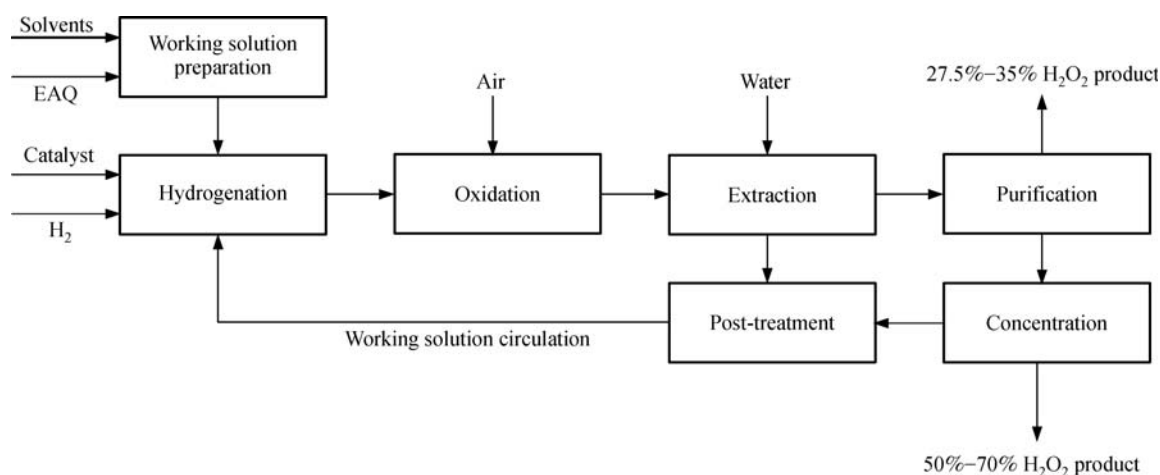 Solvents
Working solution
preparation
EAQ
Air
Water
27.5%–35% H₂O₂ product
Catalyst
Hydrogenation
H₂
Oxidation
Extraction
Purification
Working solution circulation
Post-treatment
Concentration
50%–70% H₂O₂ product